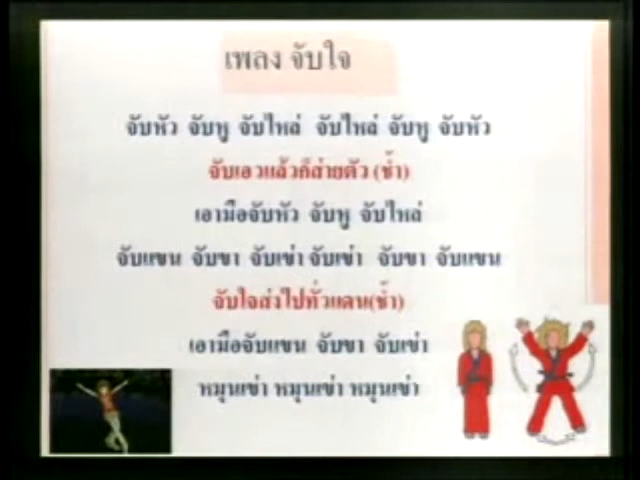 เพลง จับใจ
จับหัว จับหู จับไหล่ จับไหล่ จับหู จับหัว
จับเอวแล้วก็ส่ายตัว (ซ้ำ)
เอามือจับหัว จับหู จับไหล่
จับแขน จับขา จับเข่า จับเข่า จับขา จับแขน
จับใจส่งไปทั่วแดน(ซ้ำ)
เอามือจับแขน จับขา จับเข่า
หมุนเข่า หมุนเข่า หมุนเข่า